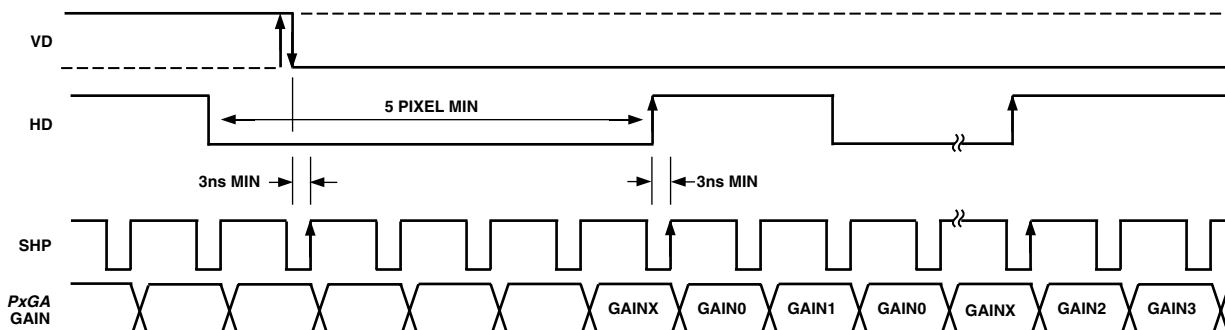 VD
HD
5 PIXEL MIN
3ns MIN
3ns MIN
SHP
PxGA
GAIN
GAINX
GAIN0
GAIN1
GAIN0
GAINX
GAIN2
GAIN3